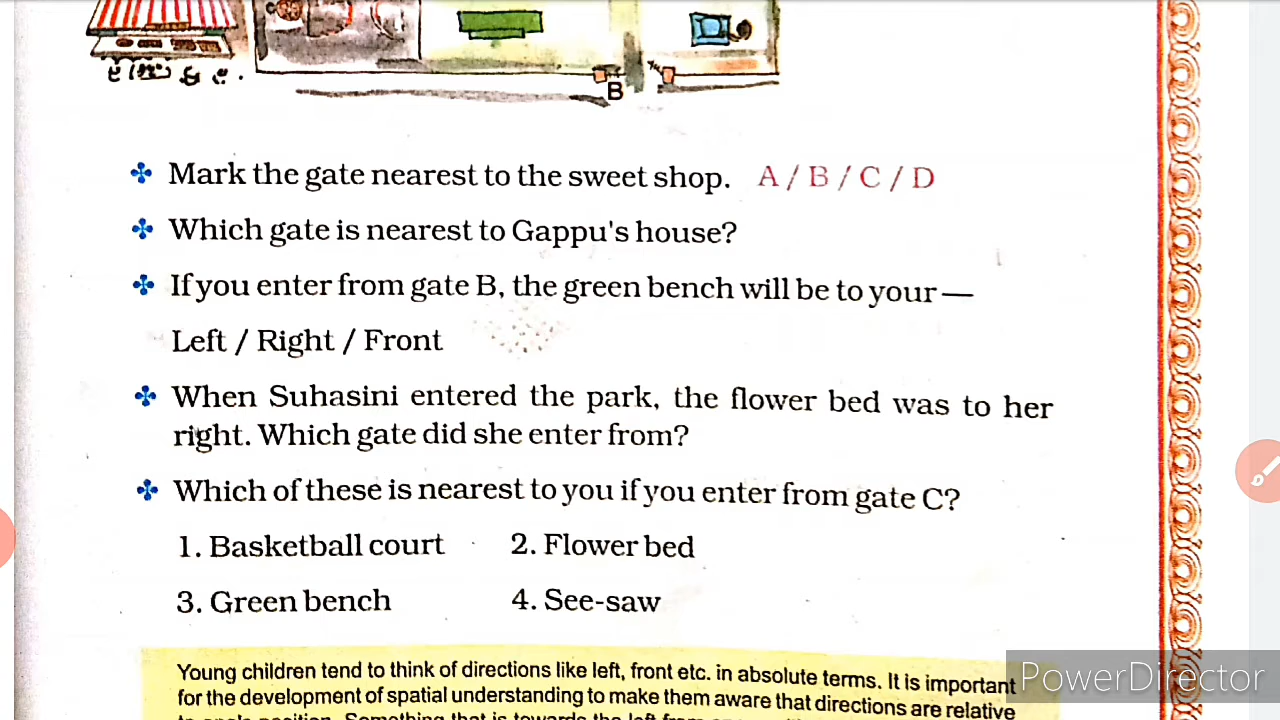 B
Mark the gate nearest to the sweet shop. A / B / C / D
Which gate is nearest to Gappu's house?
If you enter from gate B, the green bench will be to your —
Left / Right / Front
When Suhasini entered the park, the flower bed was to her
right. Which gate did she enter from?
Which of these is nearest to you if you enter from gate C?
1. Basketball court 2. Flower bed
3. Green bench 4. See-saw
Young children tend to think of directions like left, front etc. in absolute terms. It is important
for the development of spatial understanding to make them aware that directions are relative
PowerDirector